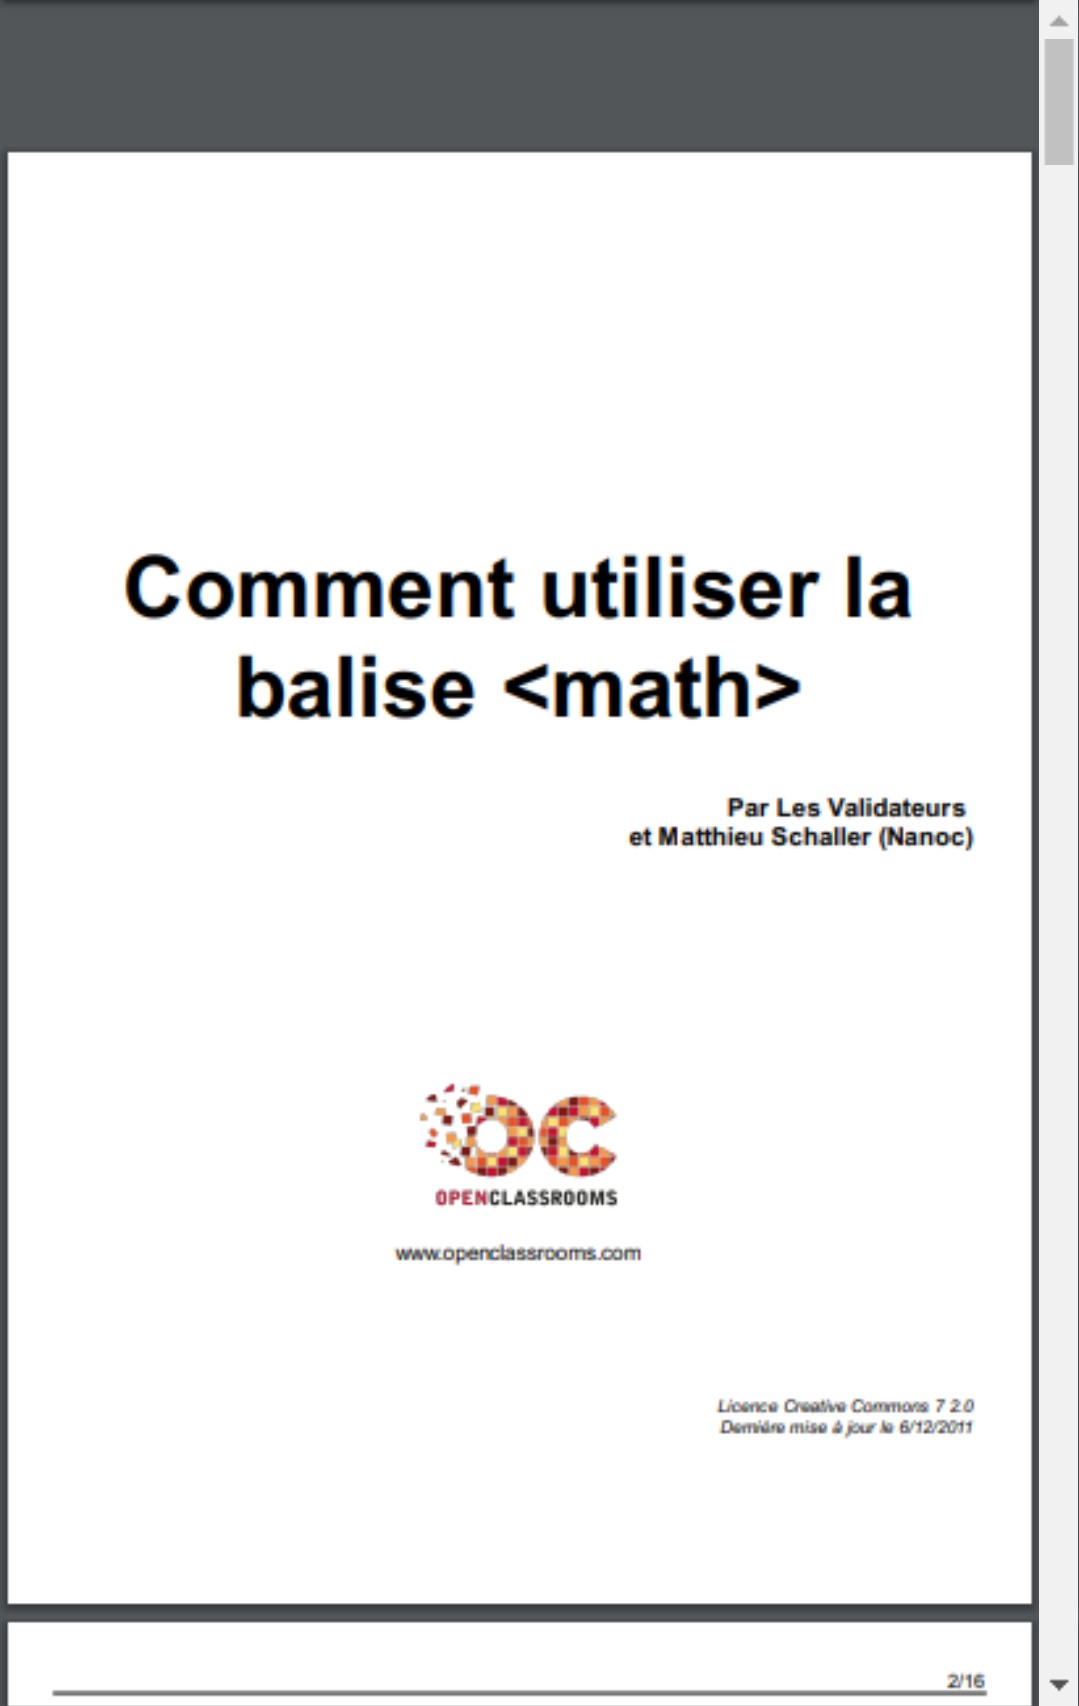 Comment utiliser la
balise <math>
Par Les Validateurs
et Matthieu Schaller (Nanoc)
OPENCLASSROOMS
www.openclassrooms.com
Licence Creative Commons 7 2.0
Dernière mise à jour le 6/12/2011
2/16